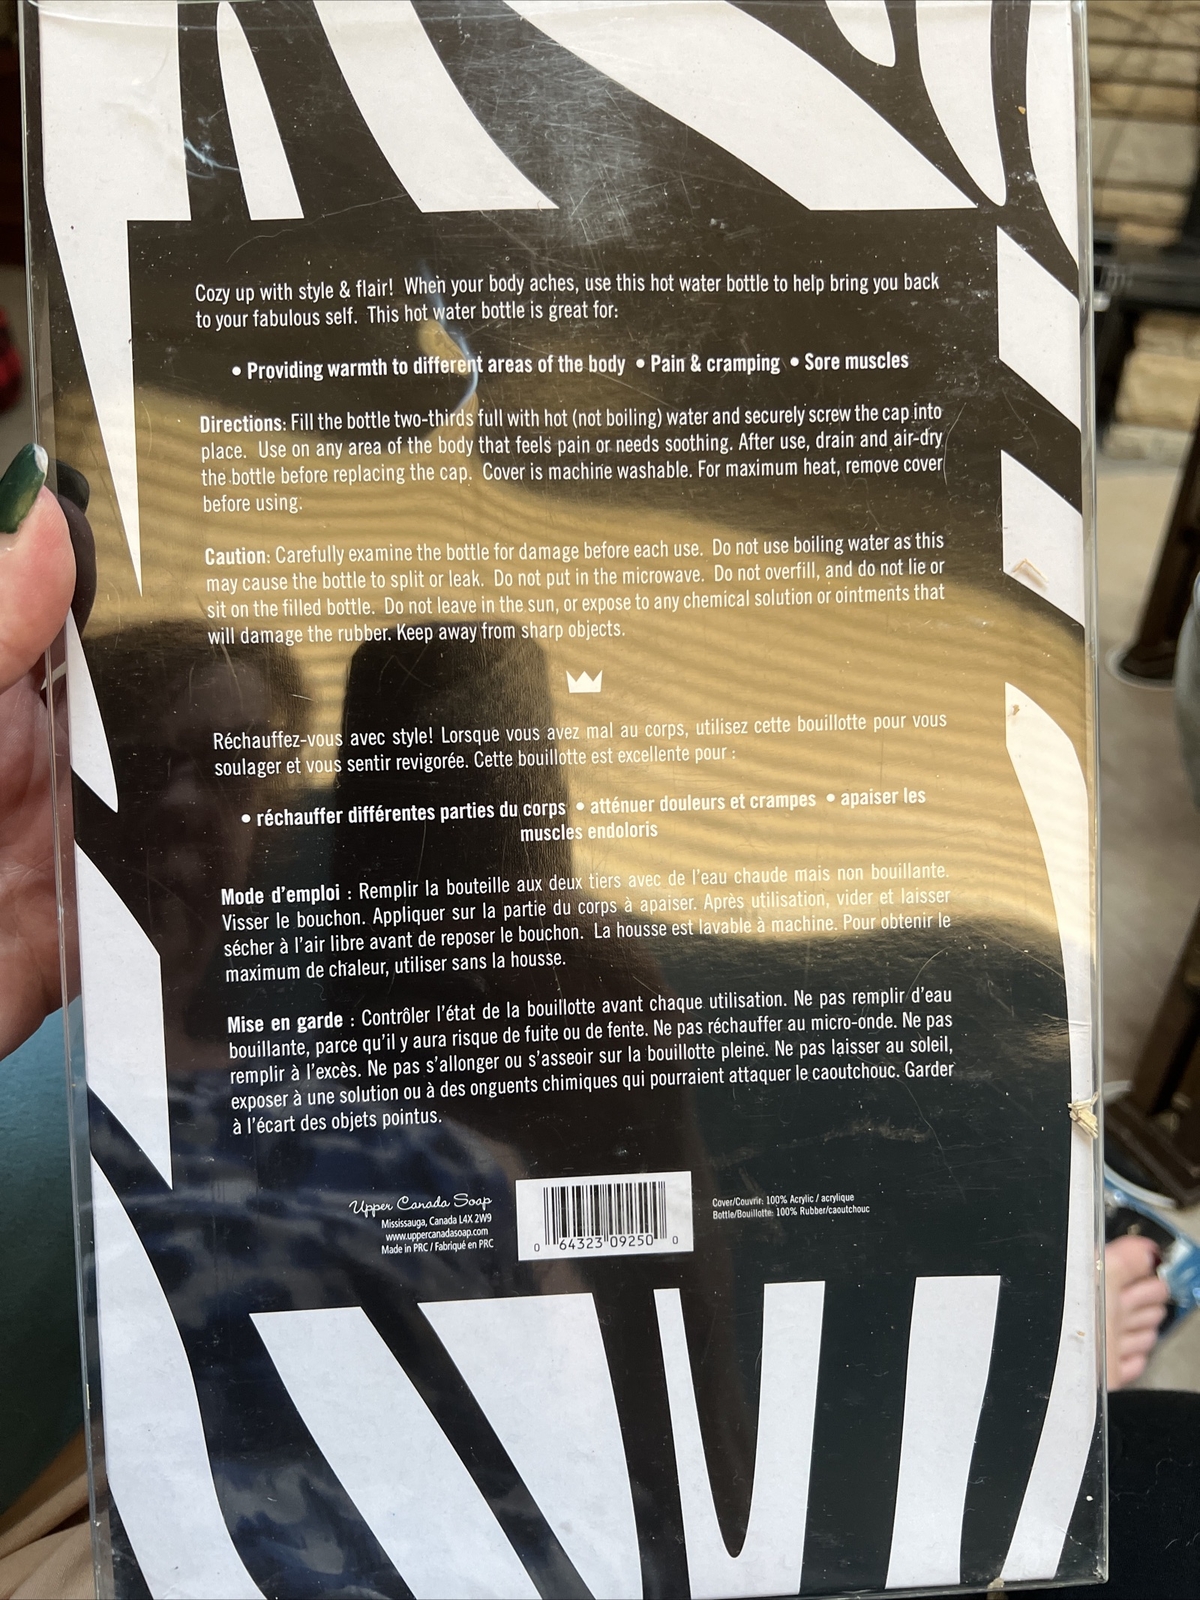 Cozy up with style & flair! When your body aches, use this hot water bottle to help bring you back
to your fabulous self. This hot water bottle is great for:
• Providing warmth to different areas of the body • Pain & cramping • Sore muscles
Directions: Fill the bottle two-thirds full with hot (not boiling) water and securely screw the cap into
place. Use on any area of the body that feels pain or needs soothing. After use, drain and air-dry
the bottle before replacing the cap. Cover is machine washable. For maximum heat, remove cover
before using.
Caution: Carefully examine the bottle for damage before each use. Do not use boiling water as this
may cause the bottle to split or leak. Do not put in the microwave. Do not overfill, and do not lie or
sit on the filled bottle. Do not leave in the sun, or expose to any chemical solution or ointments that
will damage the rubber. Keep away from sharp objects.
Réchauffez-vous avec style! Lorsque vous avez mal au corps, utilisez cette bouillotte pour vous
soulager et vous sentir revigorée. Cette bouillotte est excellente pour :
• réchauffer différentes parties du corps • atténuer douleurs et crampes • apaiser les
muscles endoloris
Mode d'emploi : Remplir la bouteille aux deux tiers avec de l'eau chaude mais non bouillante.
Visser le bouchon. Appliquer sur la partie du corps à apaiser. Après utilisation, vider et laisser
sécher à l'air libre avant de reposer le bouchon. La housse est lavable à machine. Pour obtenir le
maximum de chaleur, utiliser sans la housse.
Mise en garde : Contrôler l'état de la bouillotte avant chaque utilisation. Ne pas remplir d'eau
bouillante, parce qu'il y aura risque de fuite ou de fente. Ne pas réchauffer au micro-onde. Ne pas
remplir à l'excès. Ne pas s'allonger ou s'asseoir sur la bouillotte pleine. Ne pas laisser au soleil,
exposer à une solution ou à des onguents chimiques qui pourraient attaquer le caoutchouc. Garder
à l'écart des objets pointus.
Upper Canada Soap
Mississauga, Canada L4X 2W9
www.uppercanadasoap.com
Made in PRC / Fabriqué en PRC
0 64323 09250 0
Cover/Couvrir: 100% Acrylic / acrylique
Bottle/Bouillotte: 100% Rubber/caoutchouc